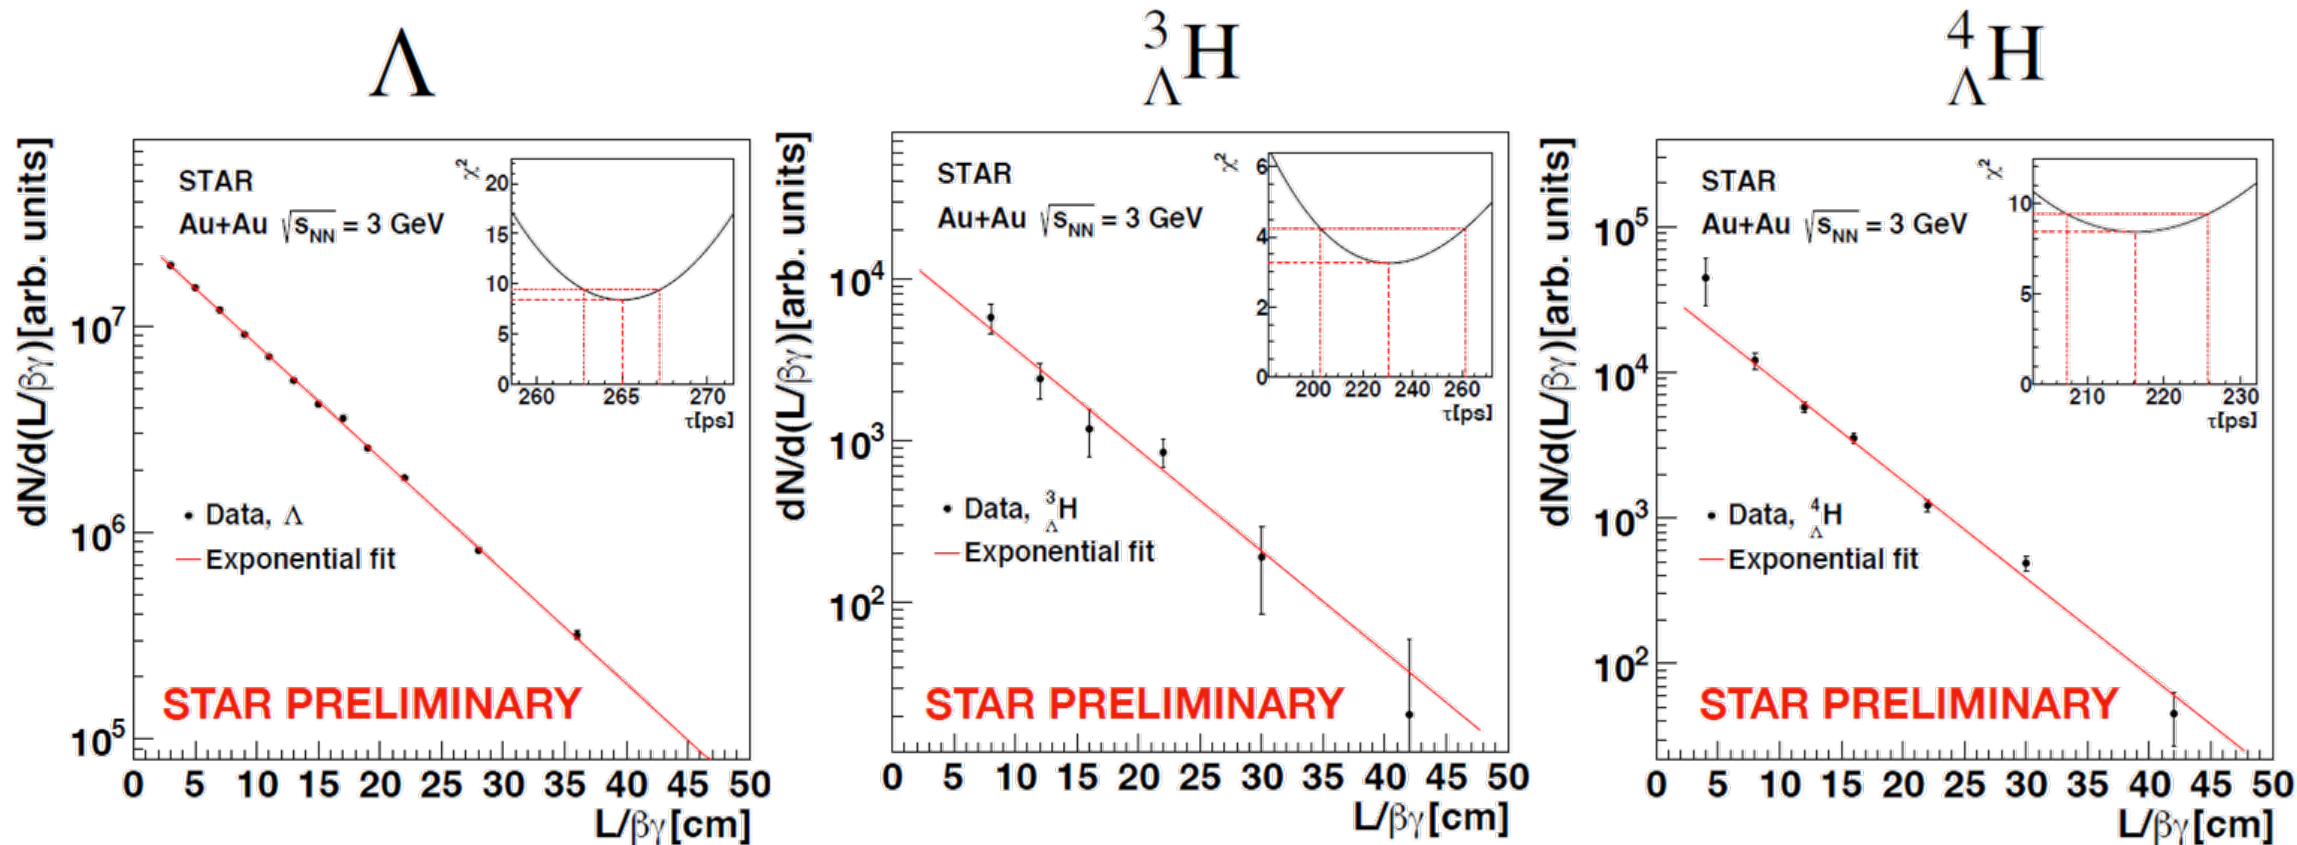 Λ
³ΛH
⁴ΛH
dN/d(L/βγ)[arb. units]
STAR
Au+Au √sNN = 3 GeV
χ²
20
15
10
5
0
260 265 270
τ[ps]
10⁷
10⁶
10⁵
• Data, Λ
— Exponential fit
STAR PRELIMINARY
0 5 10 15 20 25 30 35 40 45 50
L/βγ[cm]
dN/d(L/βγ)[arb. units]
STAR
Au+Au √sNN = 3 GeV
χ²
6
4
2
0
200 220 240 260
τ[ps]
10⁴
10³
10²
• Data, ³ΛH
— Exponential fit
STAR PRELIMINARY
0 5 10 15 20 25 30 35 40 45 50
L/βγ[cm]
dN/d(L/βγ)[arb. units]
STAR
Au+Au √sNN = 3 GeV
χ²
10
5
0
210 220 230
τ[ps]
10⁵
10⁴
10³
10²
• Data, ⁴ΛH
— Exponential fit
STAR PRELIMINARY
0 5 10 15 20 25 30 35 40 45 50
L/βγ[cm]